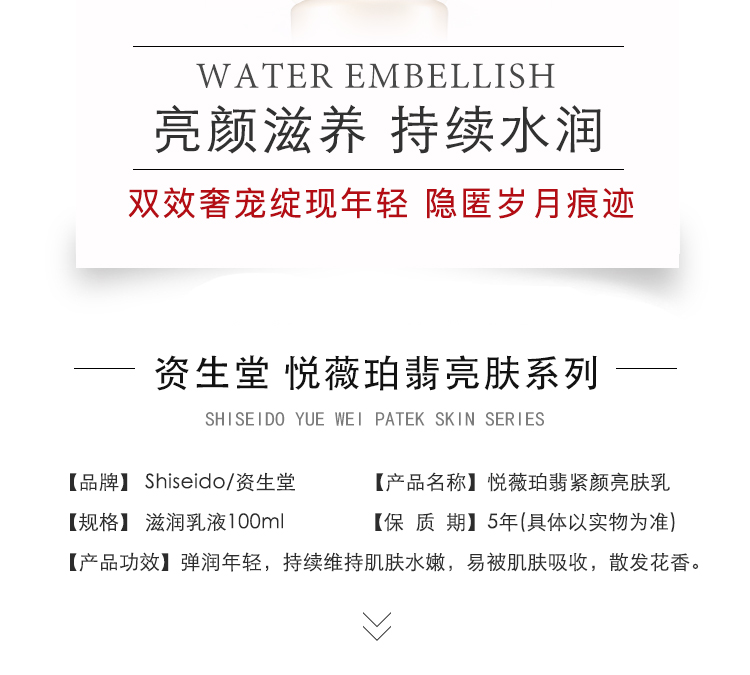 WATER EMBELLISH
亮颜滋养 持续水润
双效奢宠绽现年轻 隐匿岁月痕迹
资生堂 悦薇珀翡亮肤系列
SHISEIDO YUE WEI PATEK SKIN SERIES
【品牌】 Shiseido/资生堂 【产品名称】悦薇珀翡紧颜亮肤乳
【规格】 滋润乳液100ml 【保 质 期】5年(具体以实物为准)
【产品功效】弹润年轻，持续维持肌肤水嫩，易被肌肤吸收，散发花香。